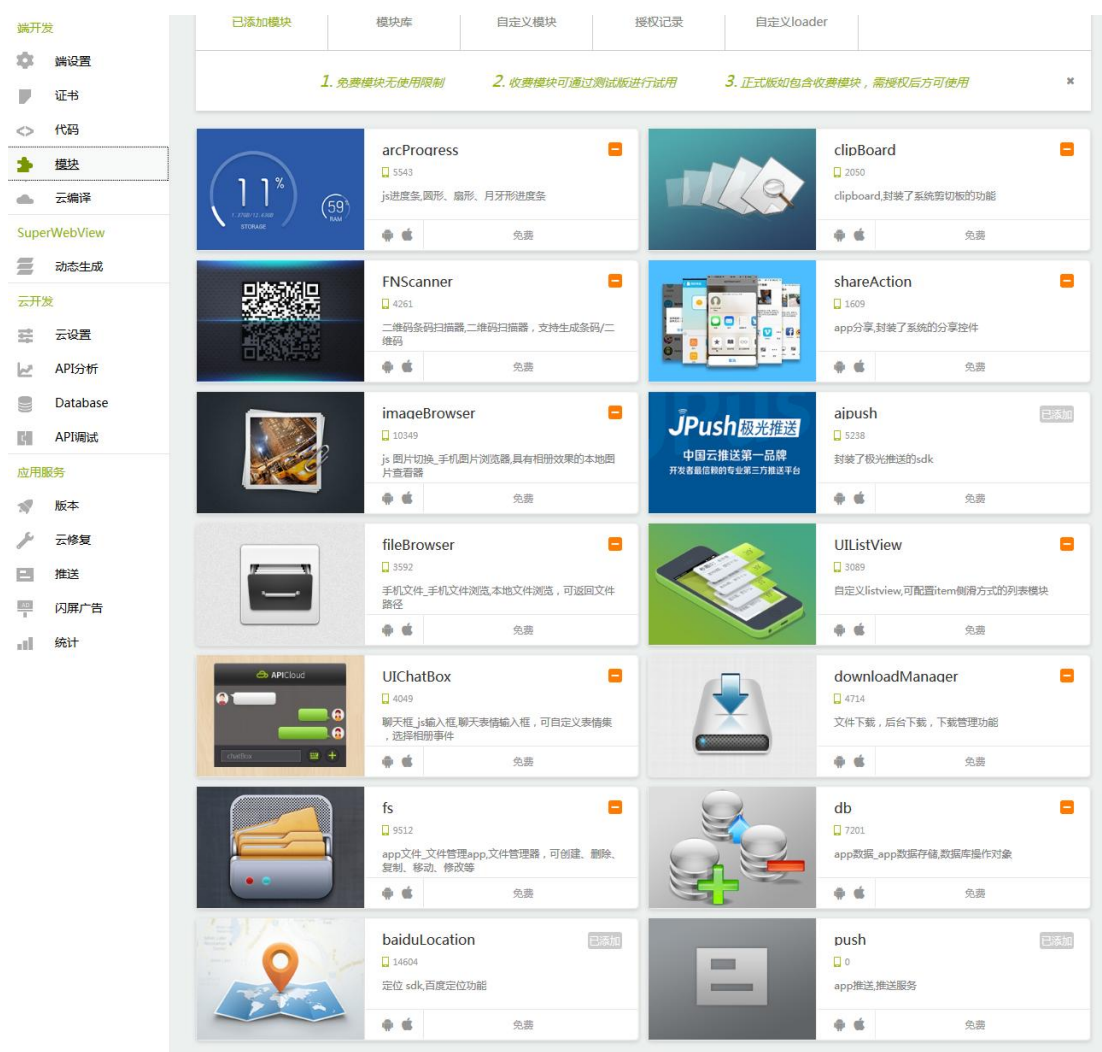 端开发
端设置
证书
代码
模块
云编译
SuperWebView
动态生成
云开发
云设置
API分析
Database
API调试
应用服务
版本
云修复
推送
闪屏广告
统计
已添加模块
模块库
自定义模块
授权记录
自定义loader
1. 免费模块无使用限制
2. 收费模块可通过测试版进行试用
3. 正式版如包含收费模块，需授权后方可使用
11%
STORAGE
59%
RAM
arcProgress
5543
js进度条,圆形、扇形、月牙形进度条
免费
clipBoard
2050
clipboard,封装了系统剪切板的功能
免费
FNScanner
4261
二维码条码扫描器,二维码扫描器，支持生成条码/二
维码
免费
shareAction
1609
app分享,封装了系统的分享控件
免费
imageBrowser
10349
js 图片切换_手机图片浏览器,具有相册效果的本地图
片查看器
免费
JPush极光推送
中国云推送第一品牌
开发者最信赖的专业第三方推送平台
ajpush
已添加
5238
封装了极光推送的sdk
免费
fileBrowser
3592
手机文件_手机文件浏览,本地文件浏览，可返回文件
路径
免费
UIListView
3089
自定义listview,可配置item侧滑方式的列表模块
免费
APICloud
chatBox
UIChatBox
4049
聊天框_js输入框,聊天表情输入框，可自定义表情集
，选择相册事件
免费
downloadManager
4714
文件下载，后台下载，下载管理功能
免费
fs
9512
app文件_文件管理app,文件管理器，可创建、删除、
复制、移动、修改等
免费
db
7201
app数据_app数据存储,数据库操作对象
免费
baiduLocation
已添加
14604
定位 sdk,百度定位功能
免费
push
已添加
0
app推送,推送服务
免费